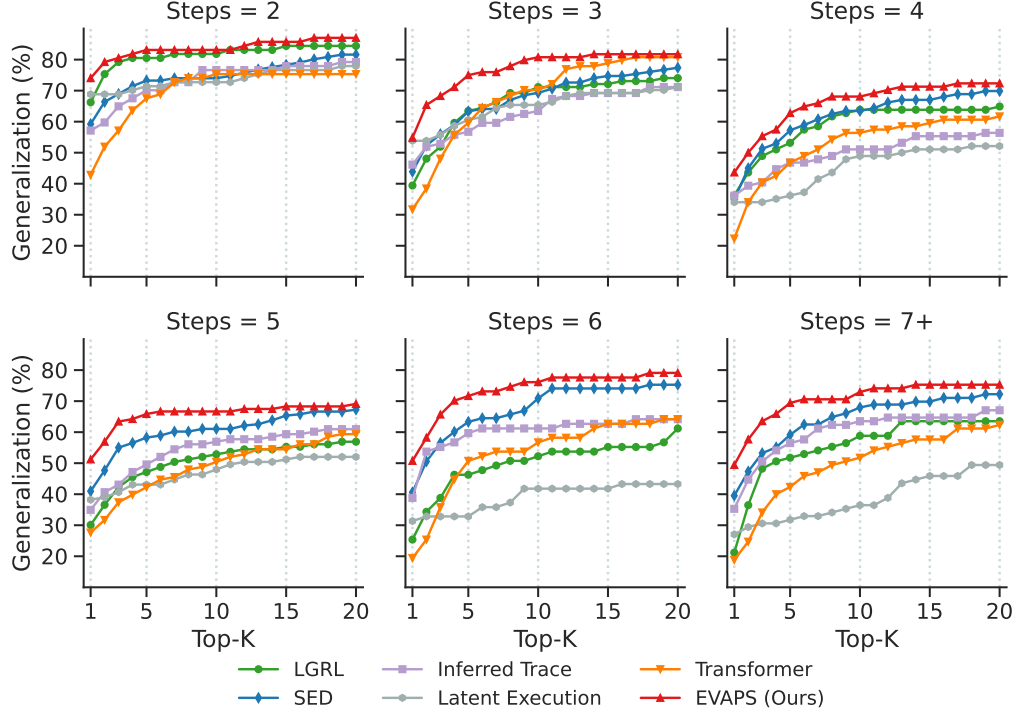 Steps = 2
Steps = 3
Steps = 4
Generalization (%)
80
70
60
50
40
30
20
Steps = 5
Steps = 6
Steps = 7+
Generalization (%)
80
70
60
50
40
30
20
1 5 10 15 20
1 5 10 15 20
1 5 10 15 20
Top-K
Top-K
Top-K
LGRL
Inferred Trace
Transformer
SED
Latent Execution
EVAPS (Ours)